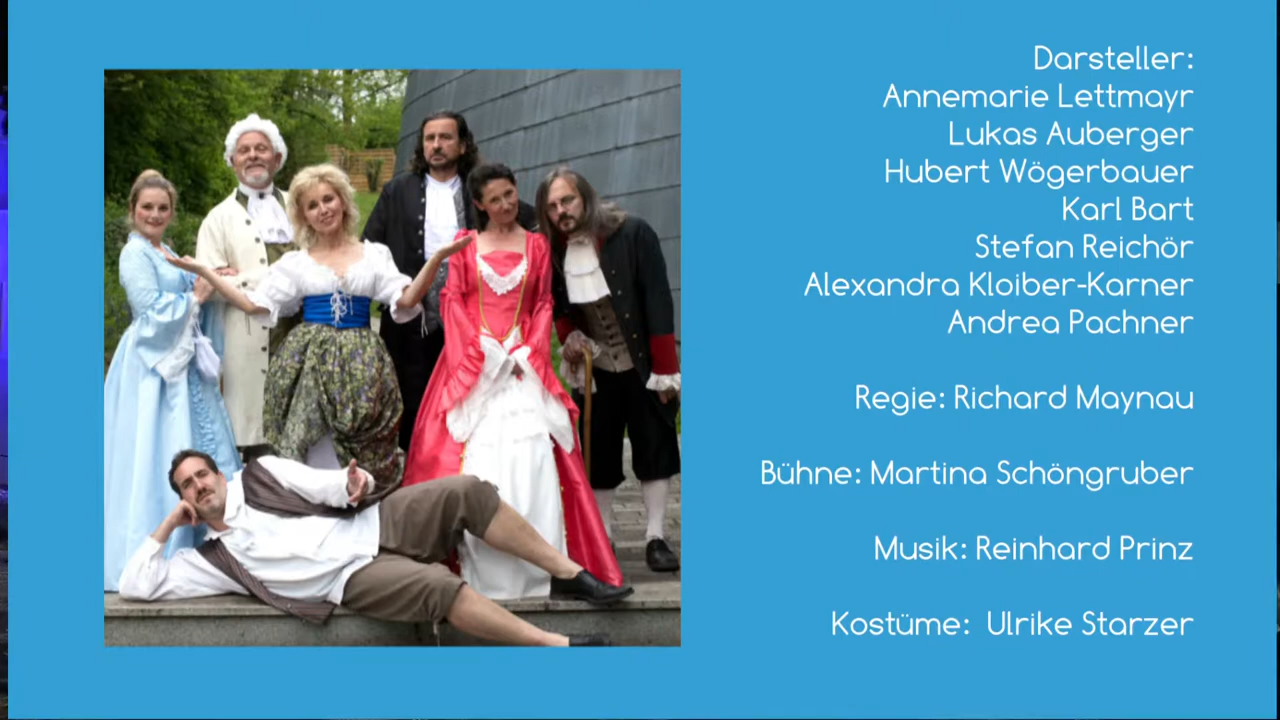 Darsteller:
Annemarie Lettmayr
Lukas Auberger
Hubert Wögerbauer
Karl Bart
Stefan Reichör
Alexandra Kloiber-Karner
Andrea Pachner
Regie: Richard Maynau
Bühne: Martina Schöngruber
Musik: Reinhard Prinz
Kostüme: Ulrike Starzer